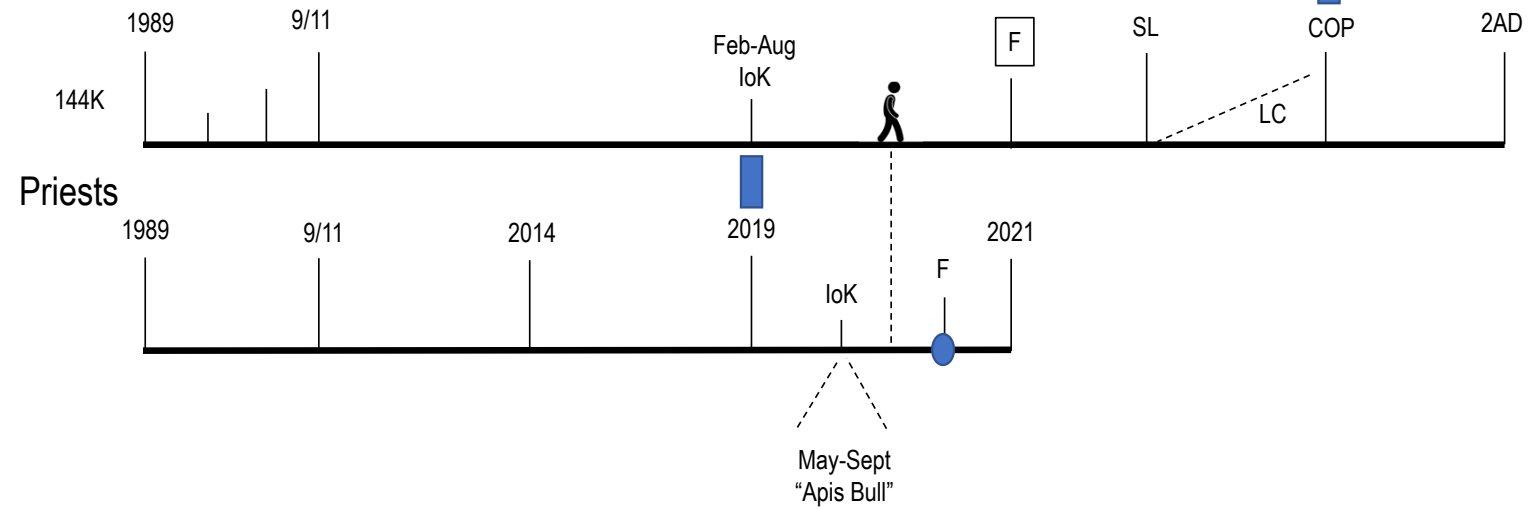 1989
9/11
Feb-Aug
IoK
F
SL
COP
2AD
144K
LC
Priests
1989
9/11
2014
2019
2021
IoK
F
May-Sept
“Apis Bull”